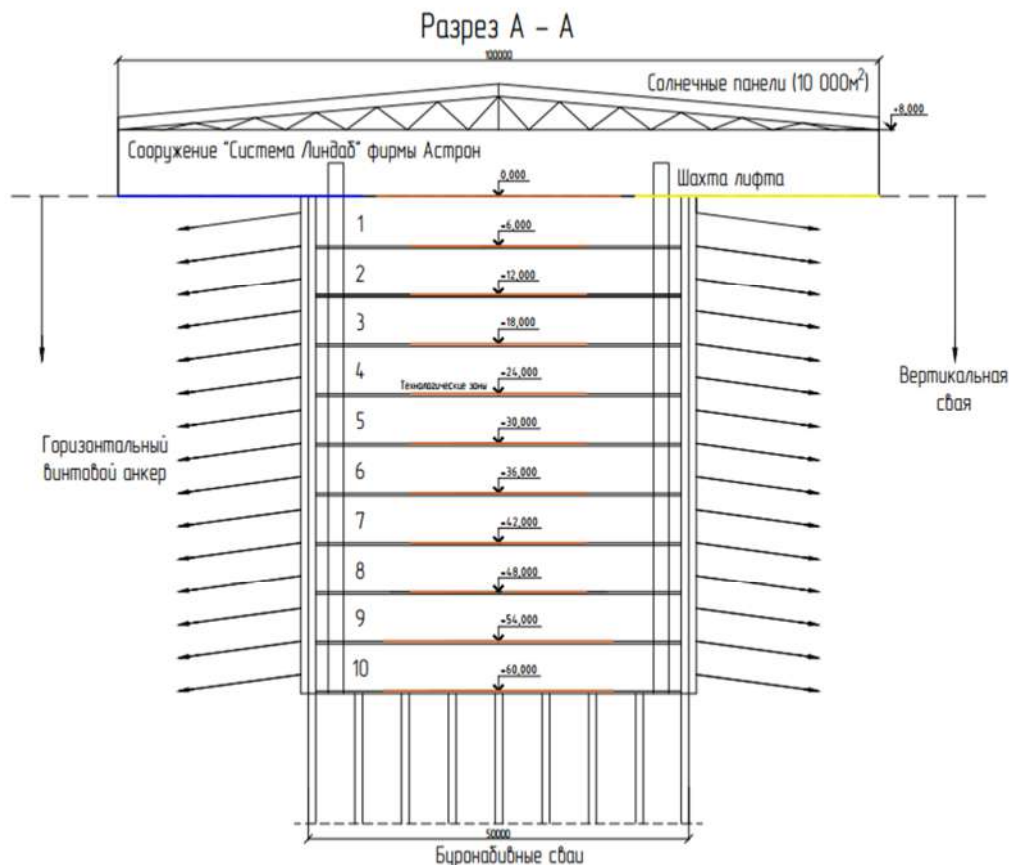 Разрез А – А
100000
Солнечные панели (10 000м²)
+8,000
Сооружение "Система Линдаб" фирмы Астрон
0,000
Шахта лифта
1
-6,000
2
-12,000
3
-18,000
4
-24,000
Технологические зоны
Вертикальная
свая
5
-30,000
Горизонтальный
винтовой анкер
6
-36,000
7
-42,000
8
-48,000
9
-54,000
10
-60,000
50000
Буронабивные сваи